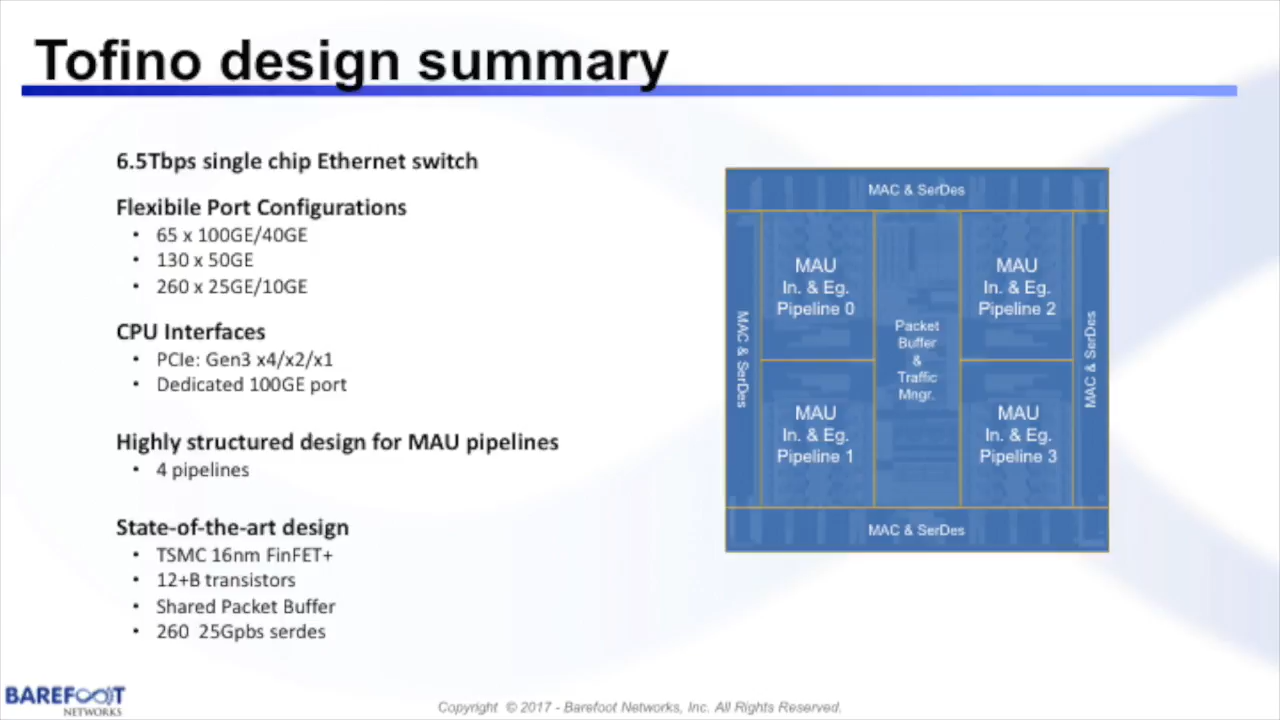 Tofino design summary
6.5Tbps single chip Ethernet switch
Flexibile Port Configurations
• 65 x 100GE/40GE
• 130 x 50GE
• 260 x 25GE/10GE
CPU Interfaces
• PCIe: Gen3 x4/x2/x1
• Dedicated 100GE port
Highly structured design for MAU pipelines
• 4 pipelines
State-of-the-art design
• TSMC 16nm FinFET+
• 12+B transistors
• Shared Packet Buffer
• 260 25Gpbs serdes
MAC & SerDes
MAC & SerDes
MAU
In. & Eg.
Pipeline 0
MAU
In. & Eg.
Pipeline 1
Packet
Buffer
&
Traffic
Mngr.
MAU
In. & Eg.
Pipeline 2
MAU
In. & Eg.
Pipeline 3
MAC & SerDes
MAC & SerDes
BAREFOOT
NETWORKS
Copyright © 2017 - Barefoot Networks, Inc. All Rights Reserved.